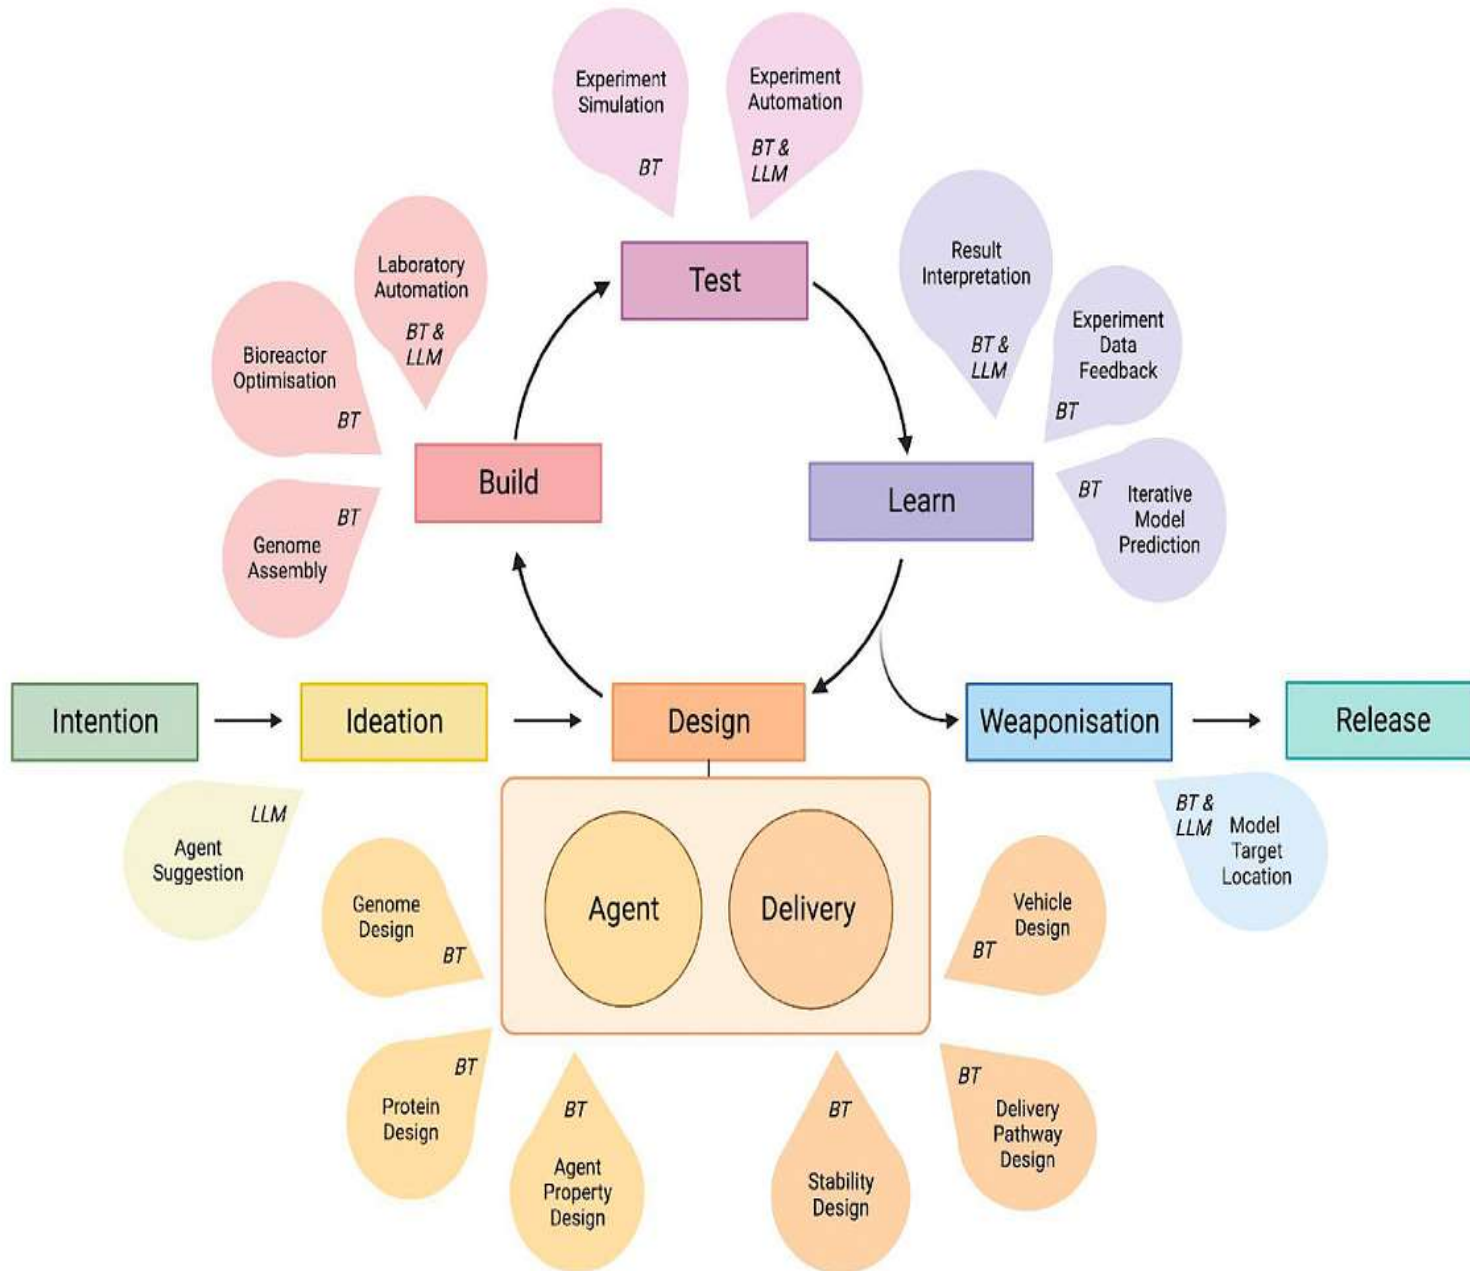 Experiment
Simulation
BT
Experiment
Automation
BT &
LLM
Laboratory
Automation
BT &
LLM
Test
Result
Interpretation
BT &
LLM
Bioreactor
Optimisation
BT
Experiment
Data
Feedback
BT
Build
Learn
BT
Genome
Assembly
BT
Iterative
Model
Prediction
Intention
Ideation
Design
Weaponisation
Release
LLM
Agent
Suggestion
BT &
LLM
Model
Target
Location
Genome
Design
BT
Agent
Delivery
Vehicle
Design
BT
BT
Protein
Design
BT
Agent
Property
Design
BT
Stability
Design
BT
Delivery
Pathway
Design